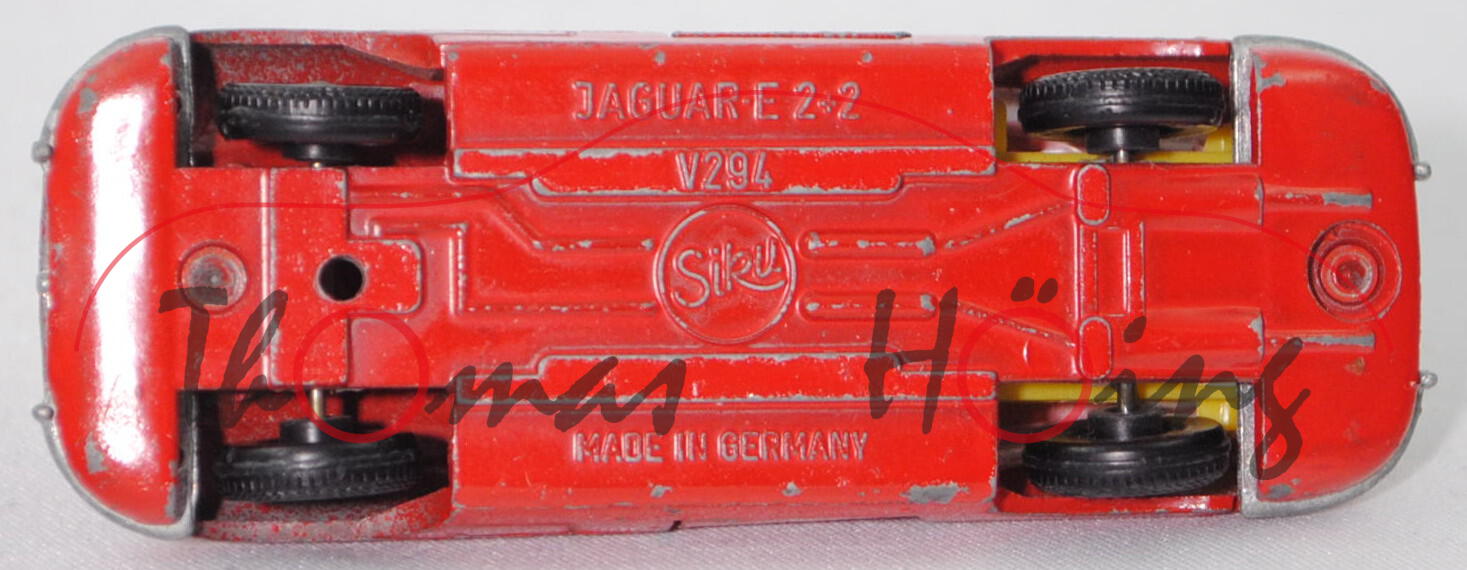 JAGUAR-E 2+2
V294
Siku
Thomas Höing
MADE IN GERMANY